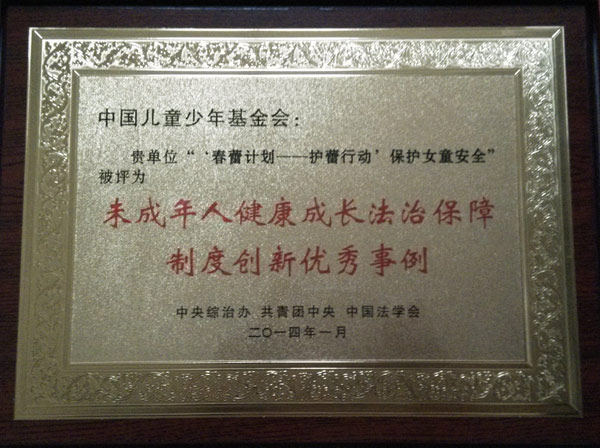 中国儿童少年基金会：
贵单位“‘春蕾计划——护蕾行动’保护女童安全”
被坪为
未成年人健康成长法治保障
制度创新优秀事例
中央综治办 共青团中央 中国法学会
二〇一四年一月